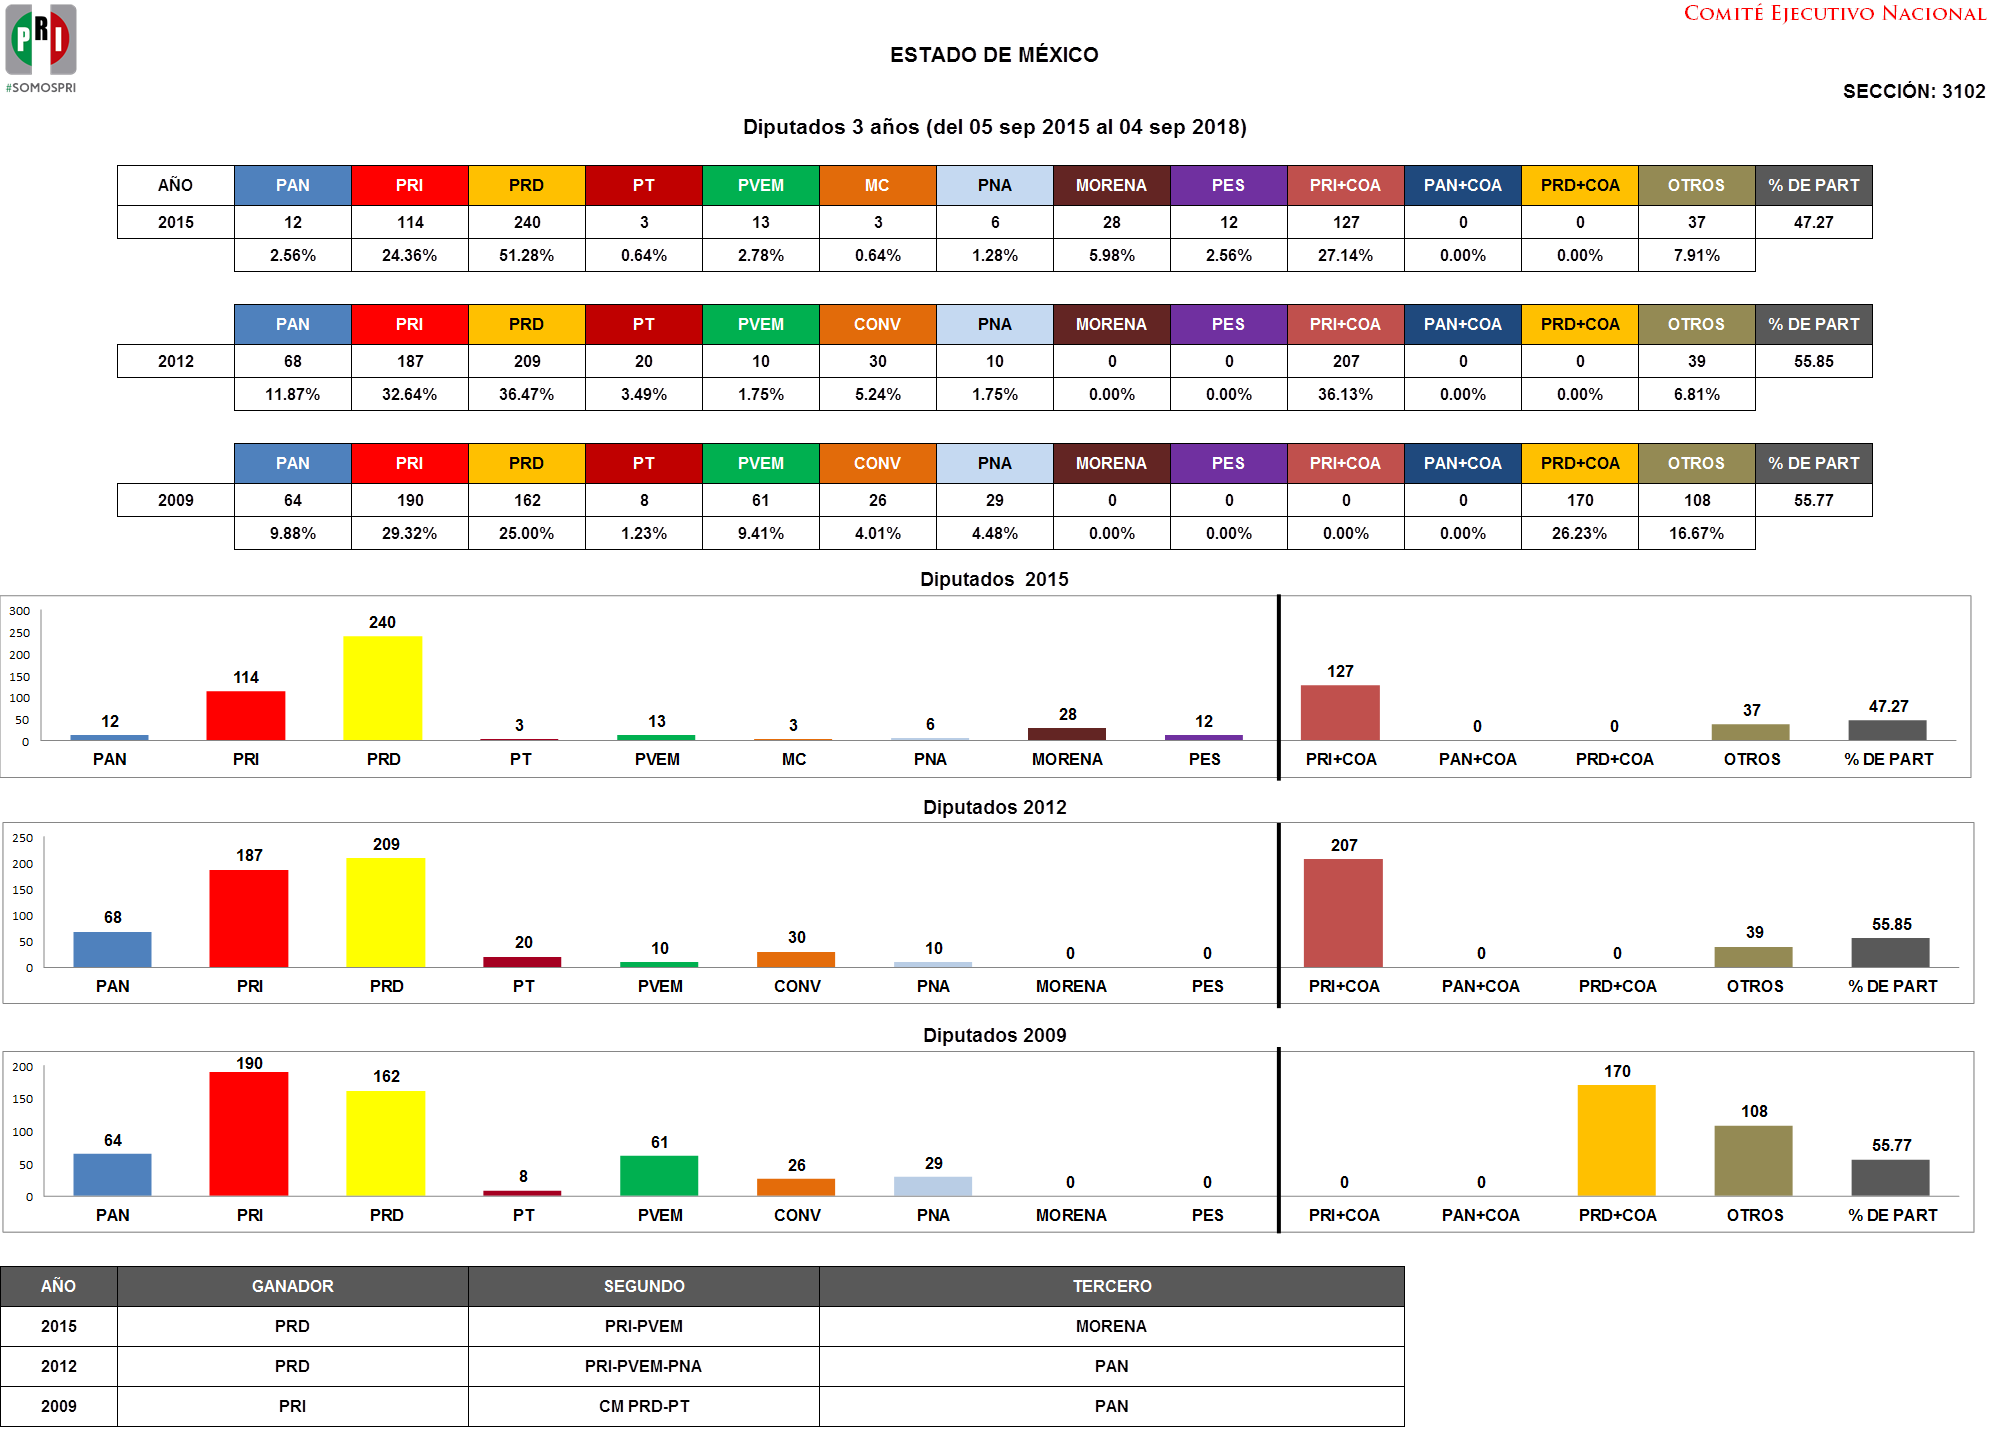 PRI
#SOMOSPRI
COMITÉ EJECUTIVO NACIONAL
ESTADO DE MÉXICO
SECCIÓN: 3102
Diputados 3 años (del 05 sep 2015 al 04 sep 2018)
AÑO PAN PRI PRD PT PVEM MC PNA MORENA PES PRI+COA PAN+COA PRD+COA OTROS % DE PART
2015 12 114 240 3 13 3 6 28 12 127 0 0 37 47.27
2.56% 24.36% 51.28% 0.64% 2.78% 0.64% 1.28% 5.98% 2.56% 27.14% 0.00% 0.00% 7.91%
PAN PRI PRD PT PVEM CONV PNA MORENA PES PRI+COA PAN+COA PRD+COA OTROS % DE PART
2012 68 187 209 20 10 30 10 0 0 207 0 0 39 55.85
11.87% 32.64% 36.47% 3.49% 1.75% 5.24% 1.75% 0.00% 0.00% 36.13% 0.00% 0.00% 6.81%
PAN PRI PRD PT PVEM CONV PNA MORENA PES PRI+COA PAN+COA PRD+COA OTROS % DE PART
2009 64 190 162 8 61 26 29 0 0 0 0 170 108 55.77
9.88% 29.32% 25.00% 1.23% 9.41% 4.01% 4.48% 0.00% 0.00% 0.00% 0.00% 26.23% 16.67%
Diputados 2015
300
250
200
150
100
50
0
12 114 240 3 13 3 6 28 12 127 0 0 37 47.27
PAN PRI PRD PT PVEM MC PNA MORENA PES PRI+COA PAN+COA PRD+COA OTROS % DE PART
Diputados 2012
250
200
150
100
50
0
68 187 209 20 10 30 10 0 0 207 0 0 39 55.85
PAN PRI PRD PT PVEM CONV PNA MORENA PES PRI+COA PAN+COA PRD+COA OTROS % DE PART
Diputados 2009
200
150
100
50
0
64 190 162 8 61 26 29 0 0 0 0 170 108 55.77
PAN PRI PRD PT PVEM CONV PNA MORENA PES PRI+COA PAN+COA PRD+COA OTROS % DE PART
AÑO GANADOR SEGUNDO TERCERO
2015 PRD PRI-PVEM MORENA
2012 PRD PRI-PVEM-PNA PAN
2009 PRI CM PRD-PT PAN